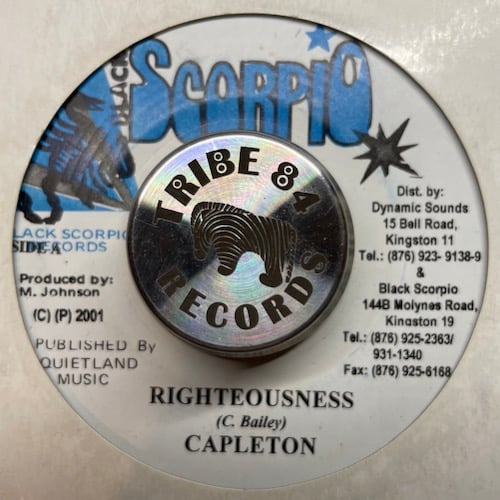 BLACK
SCORPIO
TRIBE 84
RECORDS
LACK SCORPIO
RECORDS
SIDE A
Produced by:
M. Johnson
(C) (P) 2001
PUBLISHED By
QUIETLAND
MUSIC
Dist. by:
Dynamic Sounds
15 Bell Road,
Kingston 11
Tel.: (876) 923- 9138-9
&
Black Scorpio
144B Molynes Road,
Kingston 19
Tel.: (876) 925-2363/
931-1340
Fax: (876) 925-6168
RIGHTEOUSNESS
(C. Bailey)
CAPLETON